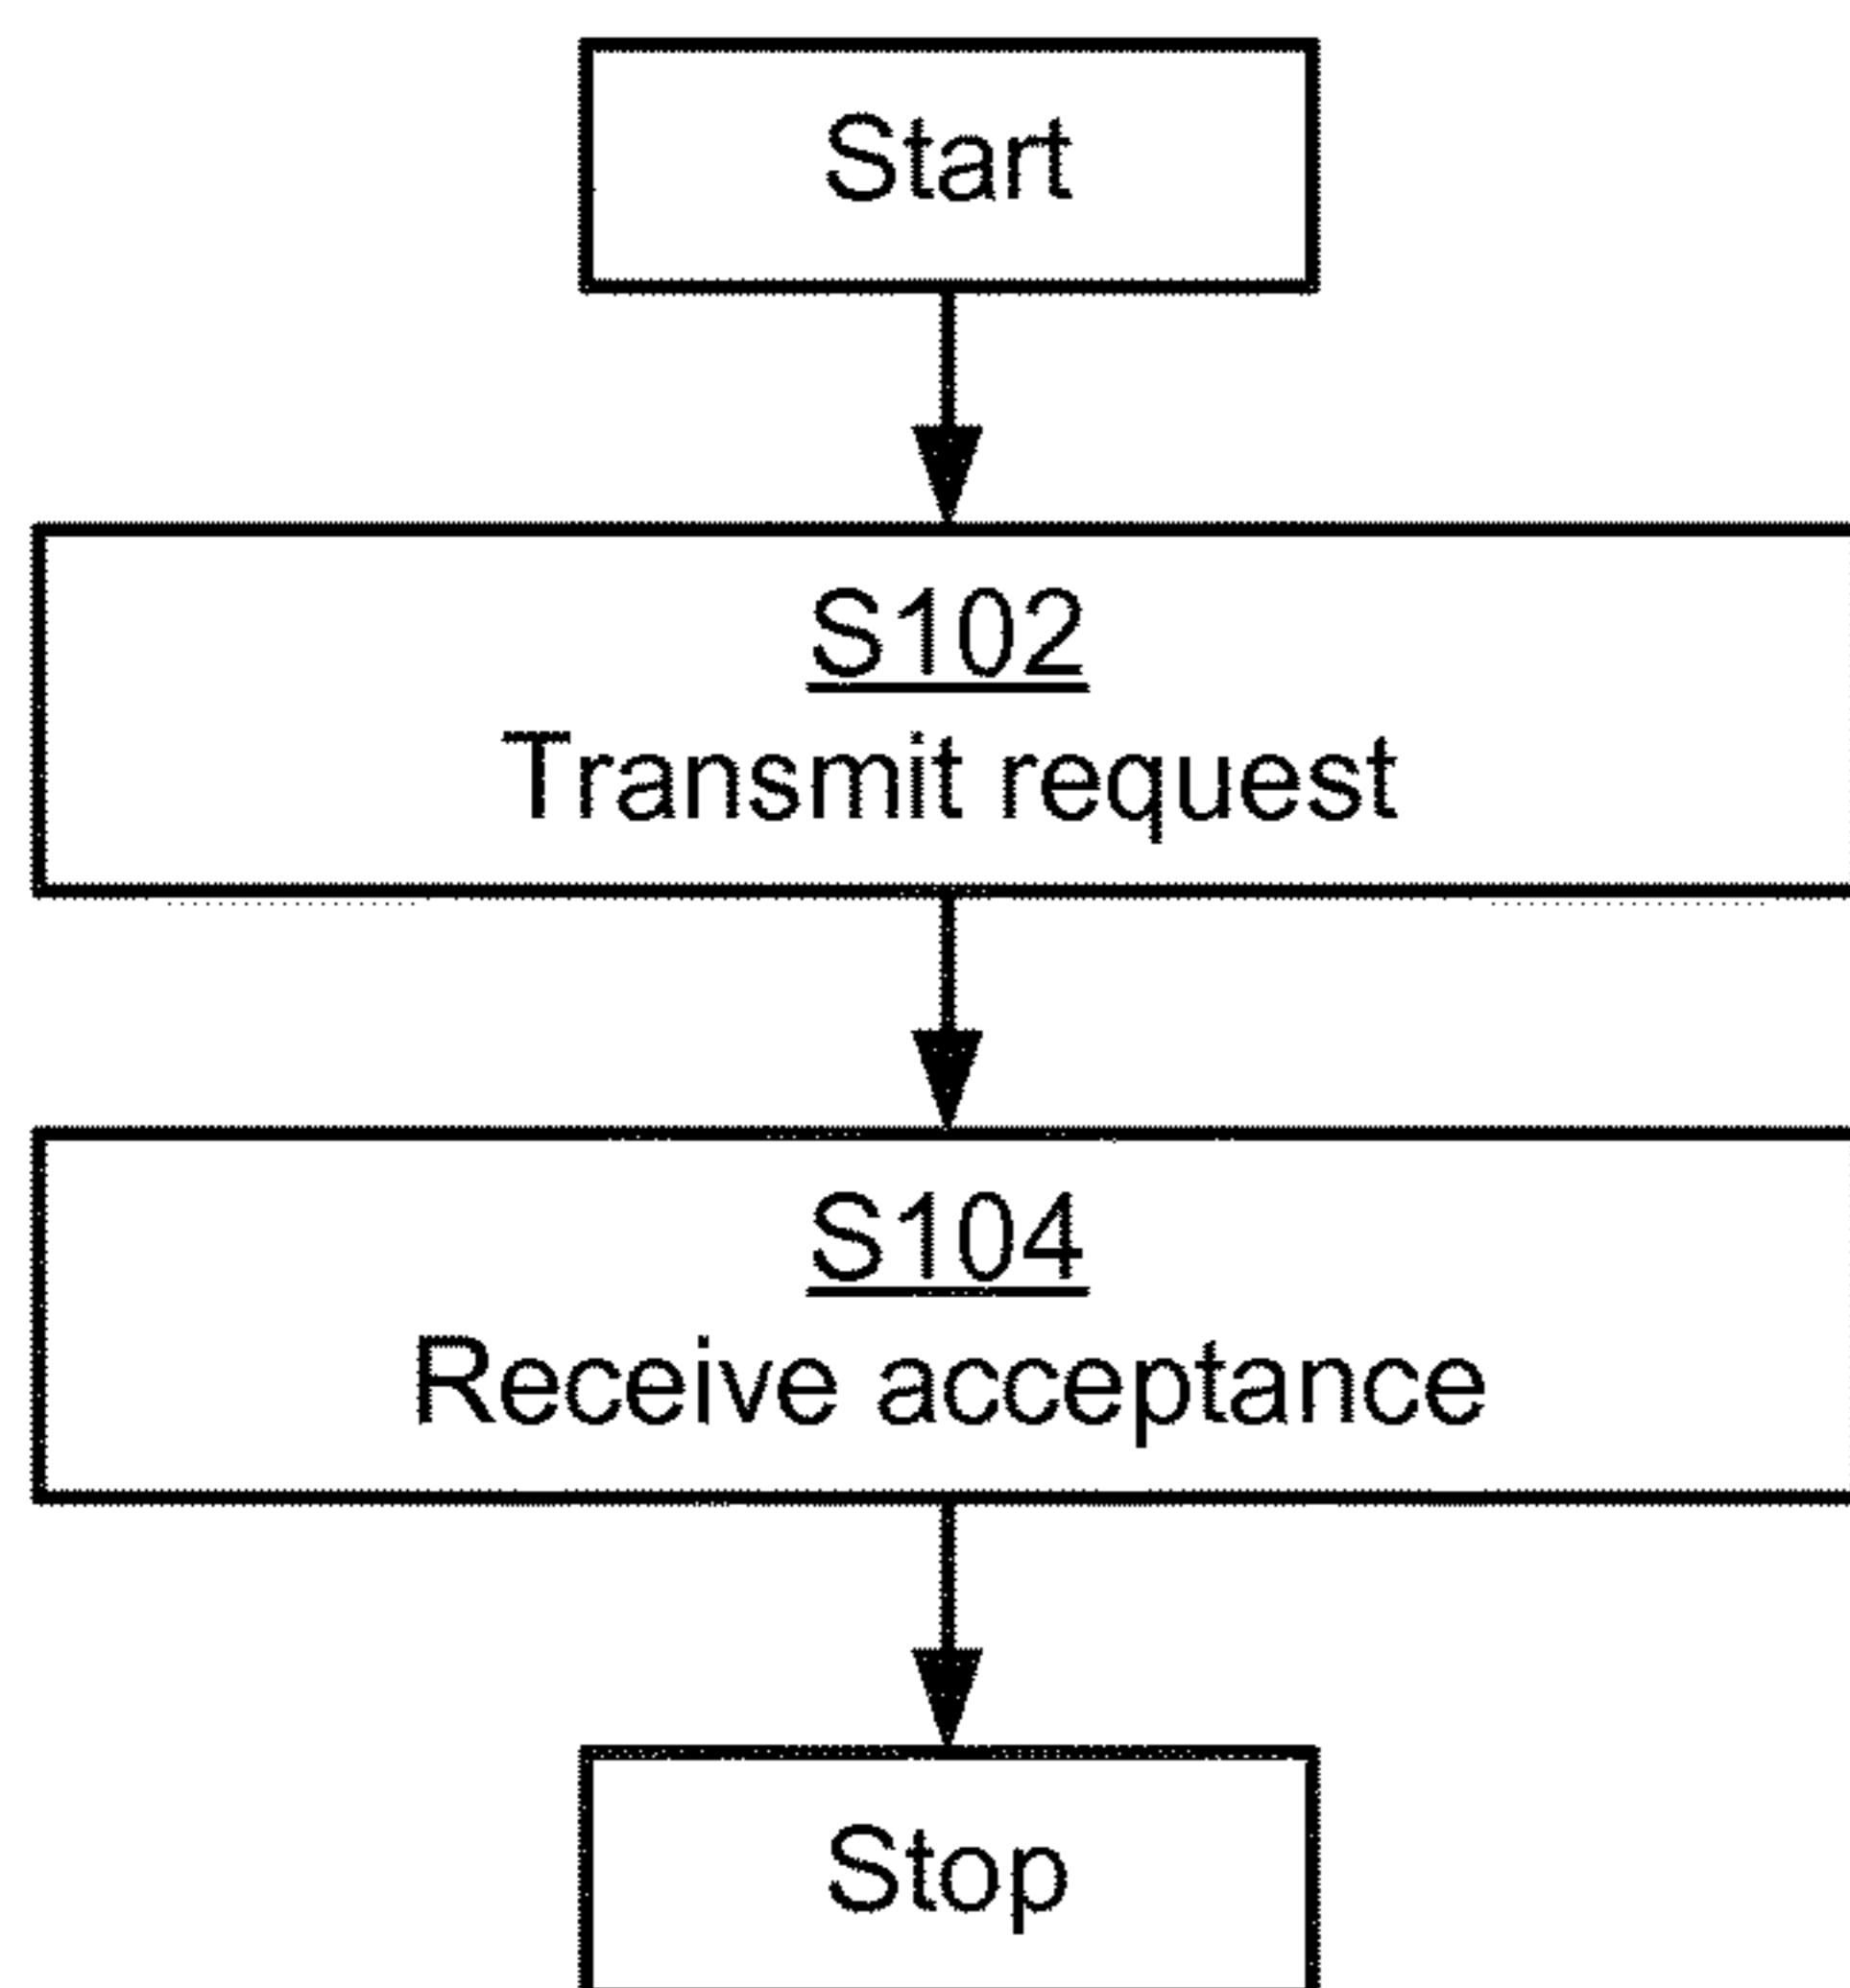 Start
S102
Transmit request
S104
Receive acceptance
Stop